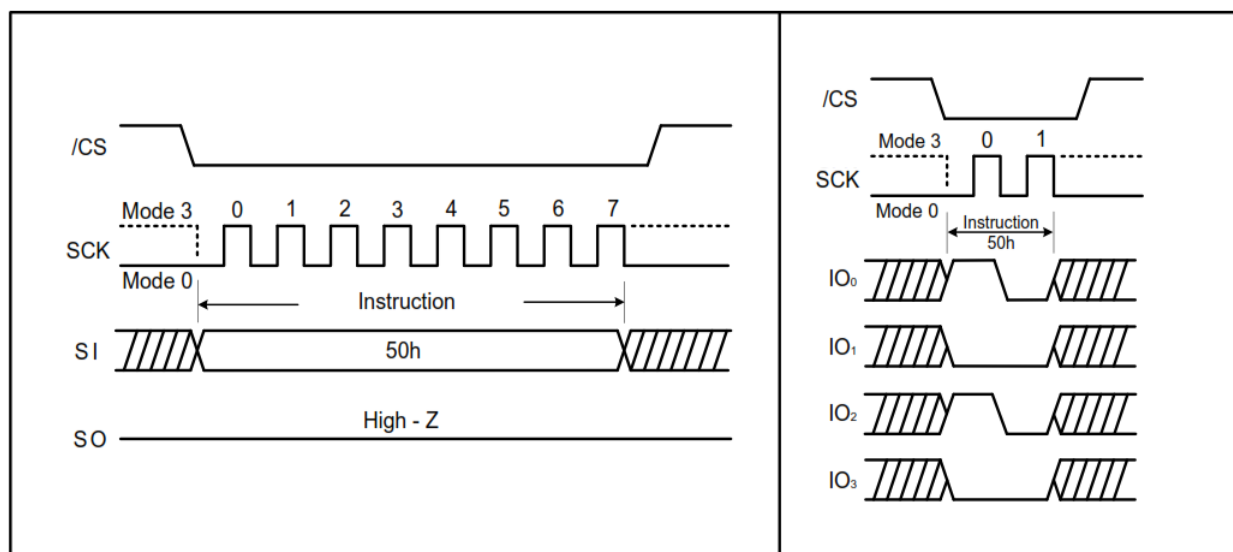 /CS
Mode 3 0 1 2 3 4 5 6 7
SCK
Mode 0
Instruction
SI 50h
High - Z
SO
/CS
Mode 3 0 1
SCK
Mode 0
Instruction
50h
IO₀
IO₁
IO₂
IO₃